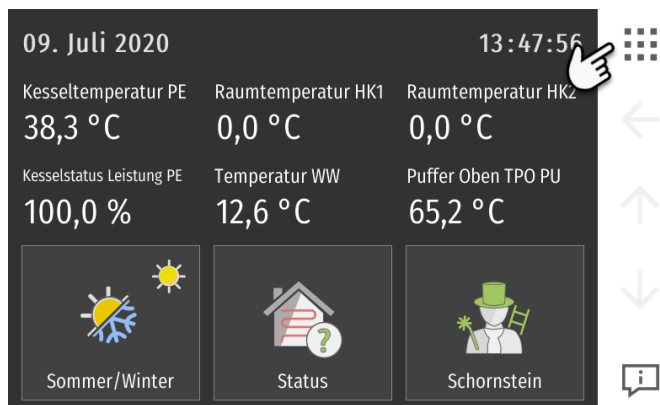 09. Juli 2020 13:47:56
Kesseltemperatur PE Raumtemperatur HK1 Raumtemperatur HK2
38,3 °C 0,0 °C 0,0 °C
Kesselstatus Leistung PE Temperatur WW Puffer Oben TPO PU
100,0 % 12,6 °C 65,2 °C
?
Sommer/Winter Status Schornstein
i